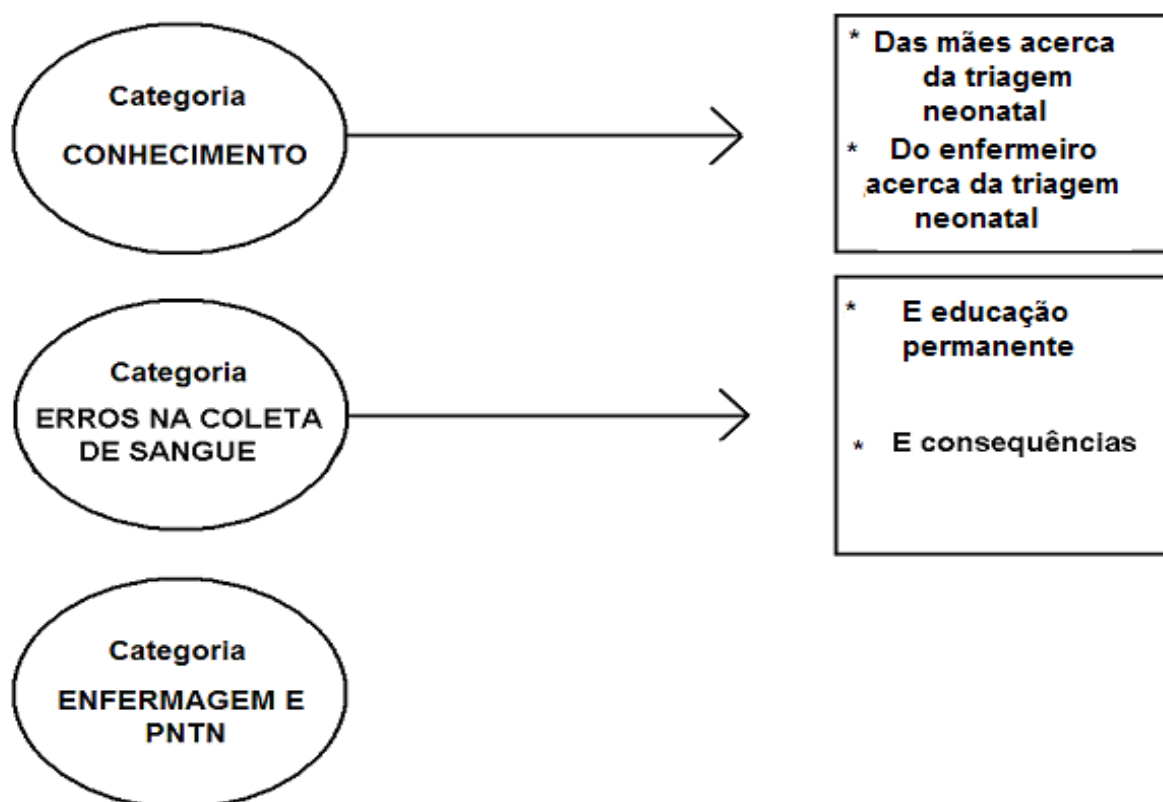 Categoria
CONHECIMENTO
* Das mães acerca
da triagem
neonatal
* Do enfermeiro
acerca da triagem
neonatal
Categoria
ERROS NA COLETA
DE SANGUE
* E educação
permanente
* E consequências
Categoria
ENFERMAGEM E
PNTN